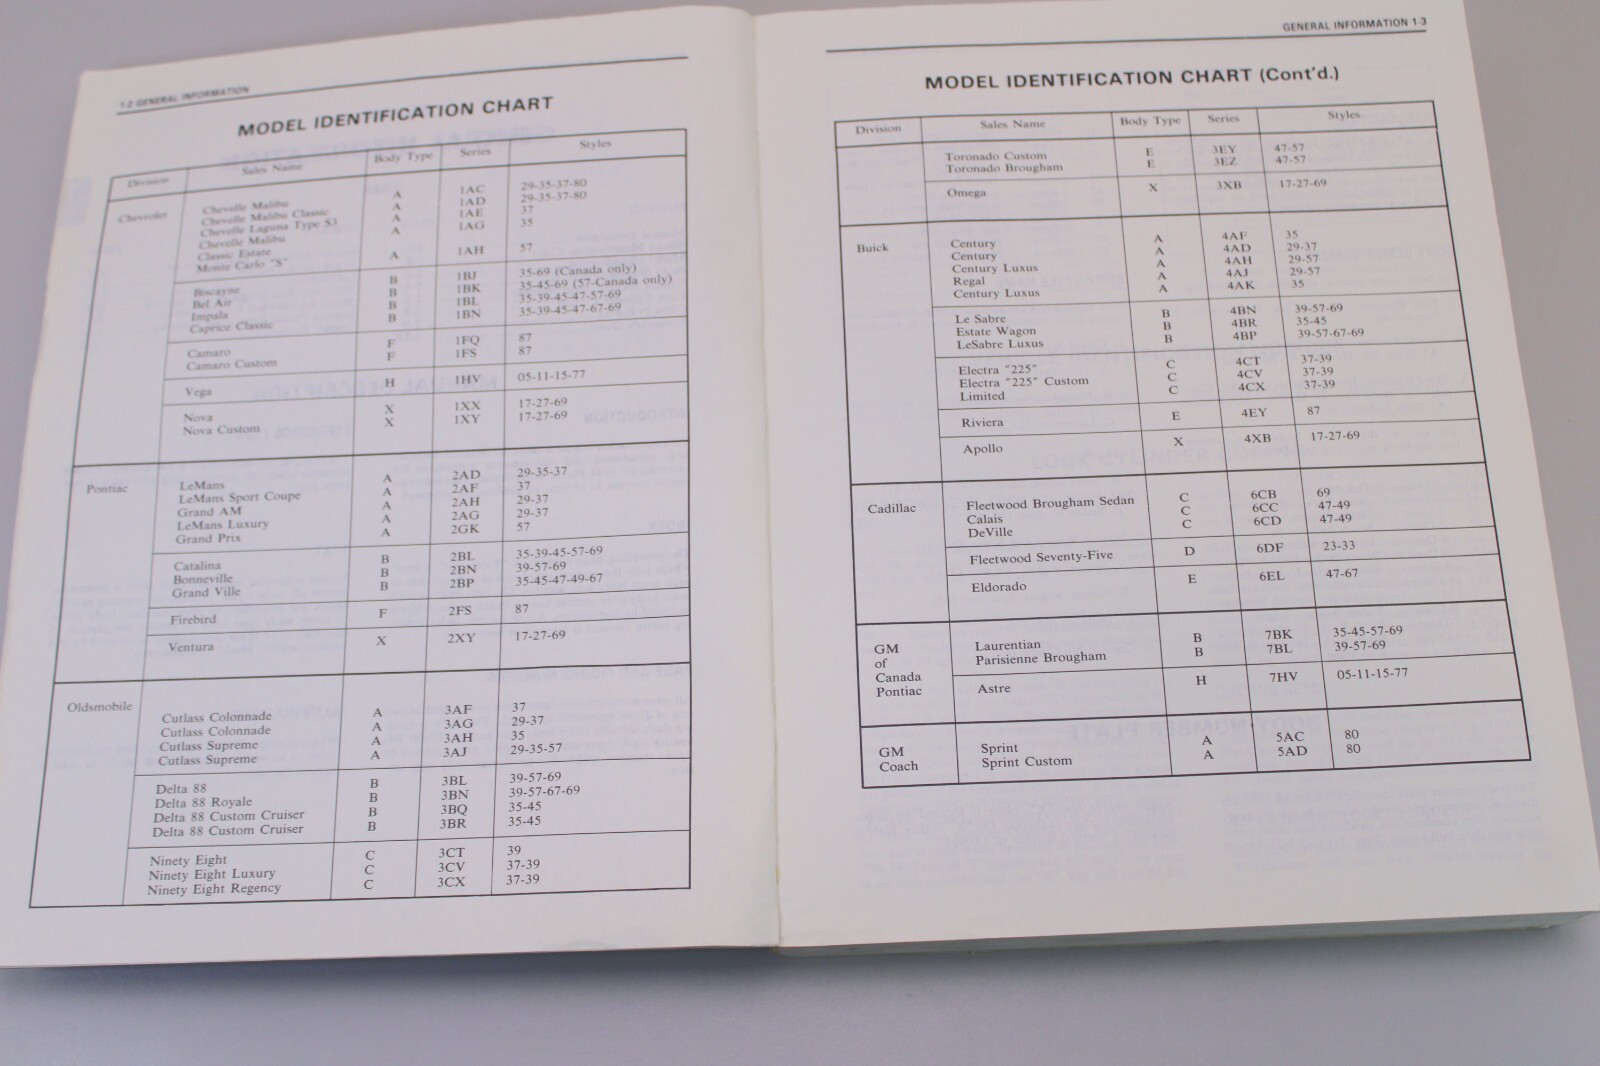 1-2 GENERAL INFORMATION
MODEL IDENTIFICATION CHART
Division Sales Name Body Type Series Styles
Chevrolet Chevelle Malibu A 1AC 29-35-37-80
Chevelle Malibu Classic A 1AD 29-35-37-80
Chevelle Laguna Type S3 A 1AE 37
Chevelle Malibu A 1AG 35
Classic Estate
Monte Carlo "S" A 1AH 57
Biscayne B 1BJ 35-69 (Canada only)
Bel Air B 1BK 35-45-69 (57-Canada only)
Impala B 1BL 35-39-45-47-57-69
Caprice Classic B 1BN 35-39-45-47-67-69
Camaro F 1FQ 87
Camaro Custom F 1FS 87
Vega H 1HV 05-11-15-77
Nova X 1XX 17-27-69
Nova Custom X 1XY 17-27-69
Pontiac LeMans A 2AD 29-35-37
LeMans Sport Coupe A 2AF 37
Grand AM A 2AH 29-37
LeMans Luxury A 2AG 29-37
Grand Prix A 2GK 57
Catalina B 2BL 35-39-45-57-69
Bonneville B 2BN 39-57-69
Grand Ville B 2BP 35-45-47-49-67
Firebird F 2FS 87
Ventura X 2XY 17-27-69
Oldsmobile Cutlass Colonnade A 3AF 37
Cutlass Colonnade A 3AG 29-37
Cutlass Supreme A 3AH 35
Cutlass Supreme A 3AJ 29-35-57
Delta 88 B 3BL 39-57-69
Delta 88 Royale B 3BN 39-57-67-69
Delta 88 Custom Cruiser B 3BQ 35-45
Delta 88 Custom Cruiser B 3BR 35-45
Ninety Eight C 3CT 39
Ninety Eight Luxury C 3CV 37-39
Ninety Eight Regency C 3CX 37-39
GENERAL INFORMATION 1-3
MODEL IDENTIFICATION CHART (Cont'd.)
Division Sales Name Body Type Series Styles
Toronado Custom E 3EY 47-57
Toronado Brougham E 3EZ 47-57
Omega X 3XB 17-27-69
Buick Century A 4AF 35
Century A 4AD 29-37
Century Luxus A 4AH 29-57
Regal A 4AJ 29-57
Century Luxus A 4AK 35
Le Sabre B 4BN 39-57-69
Estate Wagon B 4BR 35-45
LeSabre Luxus B 4BP 39-57-67-69
Electra "225" C 4CT 37-39
Electra "225" Custom C 4CV 37-39
Limited C 4CX 37-39
Riviera E 4EY 87
Apollo X 4XB 17-27-69
Cadillac Fleetwood Brougham Sedan C 6CB 69
Calais C 6CC 47-49
DeVille C 6CD 47-49
Fleetwood Seventy-Five D 6DF 23-33
Eldorado E 6EL 47-67
GM Laurentian B 7BK 35-45-57-69
of Parisienne Brougham B 7BL 39-57-69
Canada
Pontiac Astre H 7HV 05-11-15-77
GM Sprint A 5AC 80
Coach Sprint Custom A 5AD 80